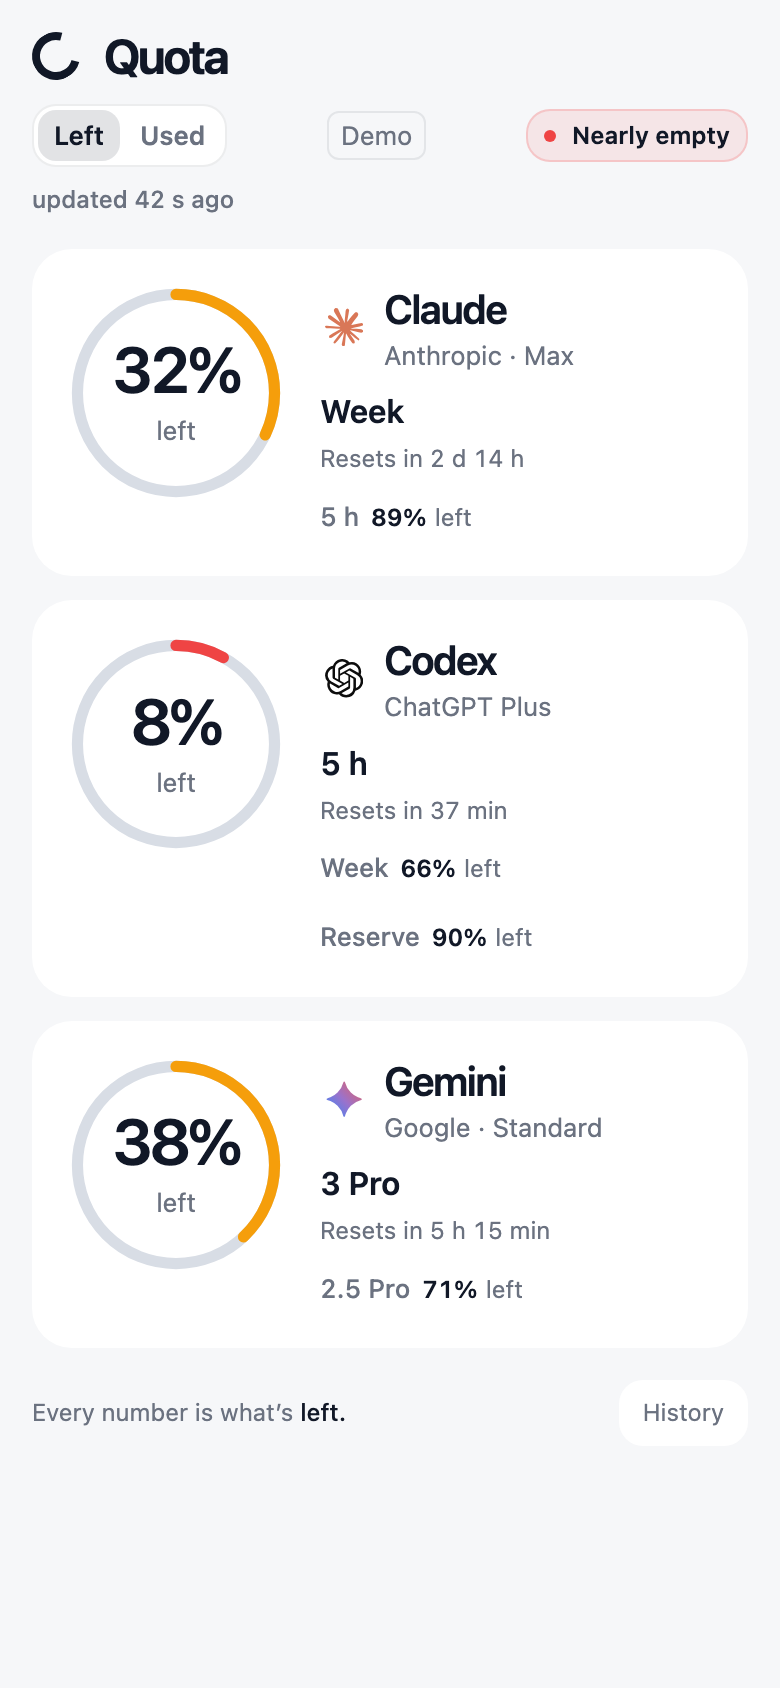 Quota
Left Used Demo Nearly empty
updated 42 s ago
32%
left
Claude
Anthropic · Max
Week
Resets in 2 d 14 h
5 h 89% left
8%
left
Codex
ChatGPT Plus
5 h
Resets in 37 min
Week 66% left
Reserve 90% left
38%
left
Gemini
Google · Standard
3 Pro
Resets in 5 h 15 min
2.5 Pro 71% left
Every number is what’s left.
History